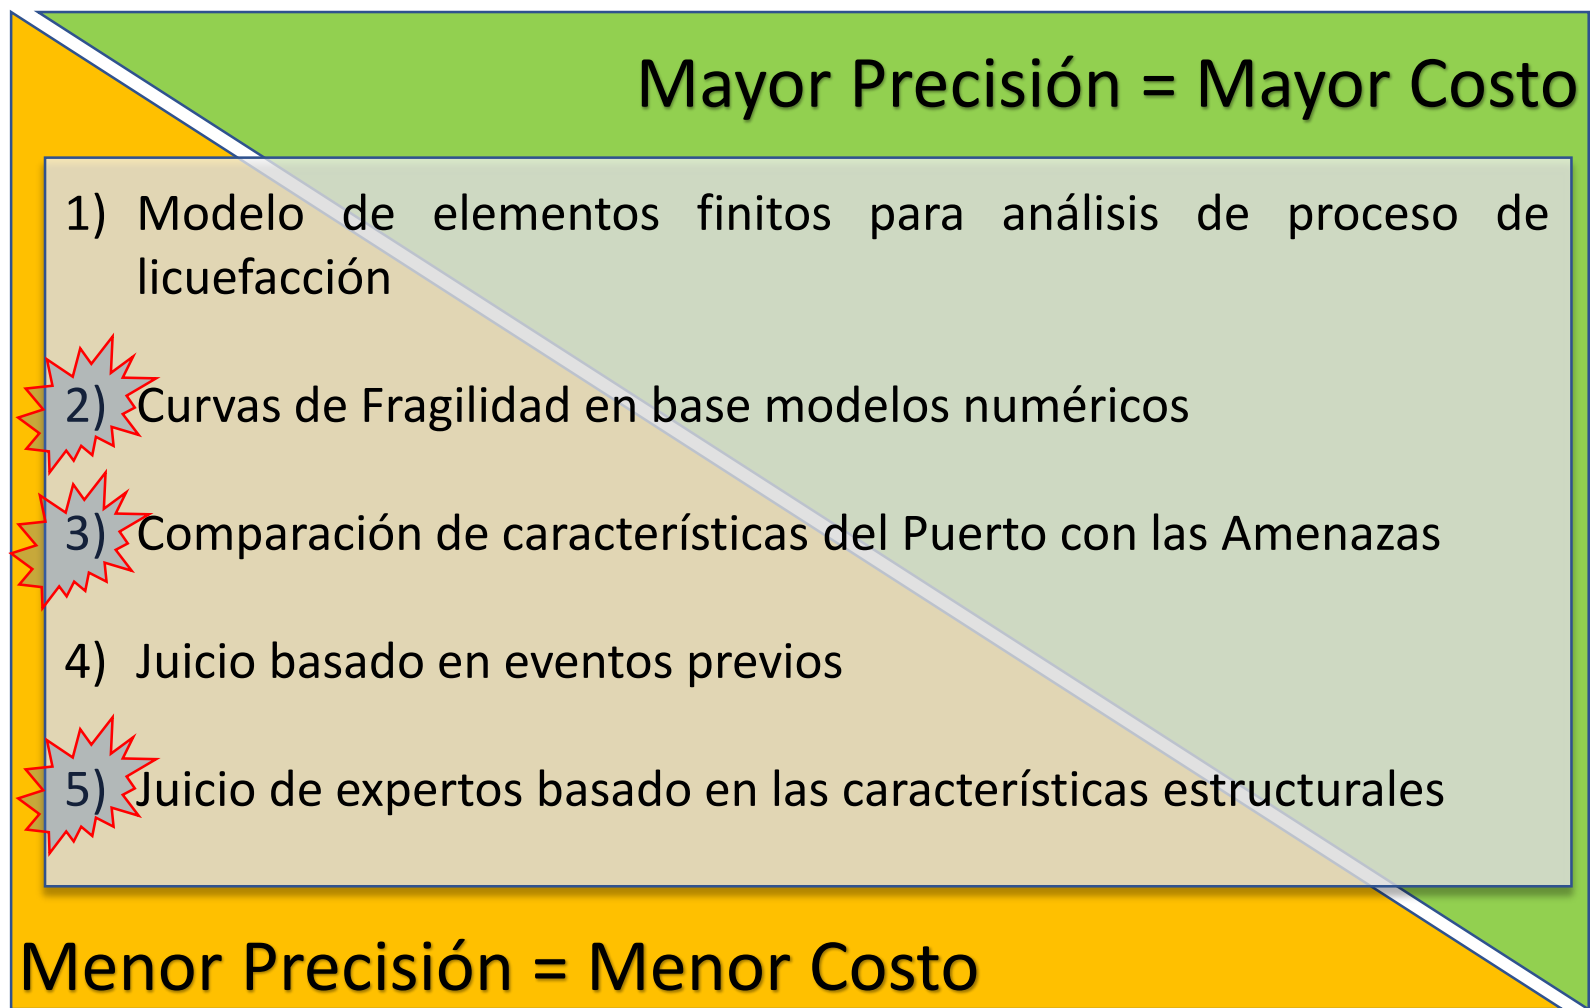 Mayor Precisión = Mayor Costo
1) Modelo de elementos finitos para análisis de proceso de
licuefacción
2) Curvas de Fragilidad en base modelos numéricos
3) Comparación de características del Puerto con las Amenazas
4) Juicio basado en eventos previos
5) Juicio de expertos basado en las características estructurales
Menor Precisión = Menor Costo